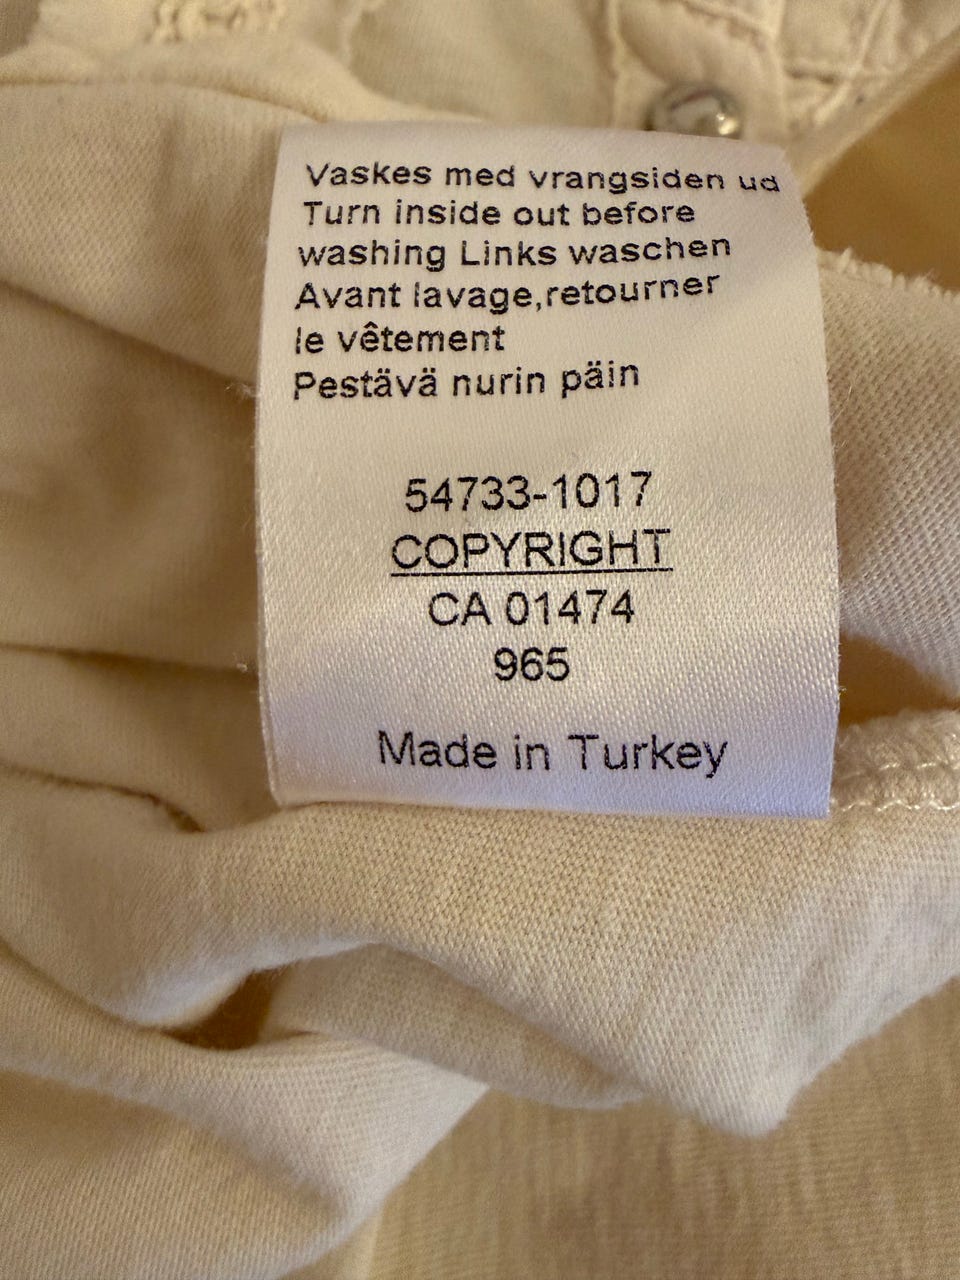 Vaskes med vrangsiden ud
Turn inside out before
washing Links waschen
Avant lavage,retourner
le vêtement
Pestävä nurin päin
54733-1017
COPYRIGHT
CA 01474
965
Made in Turkey